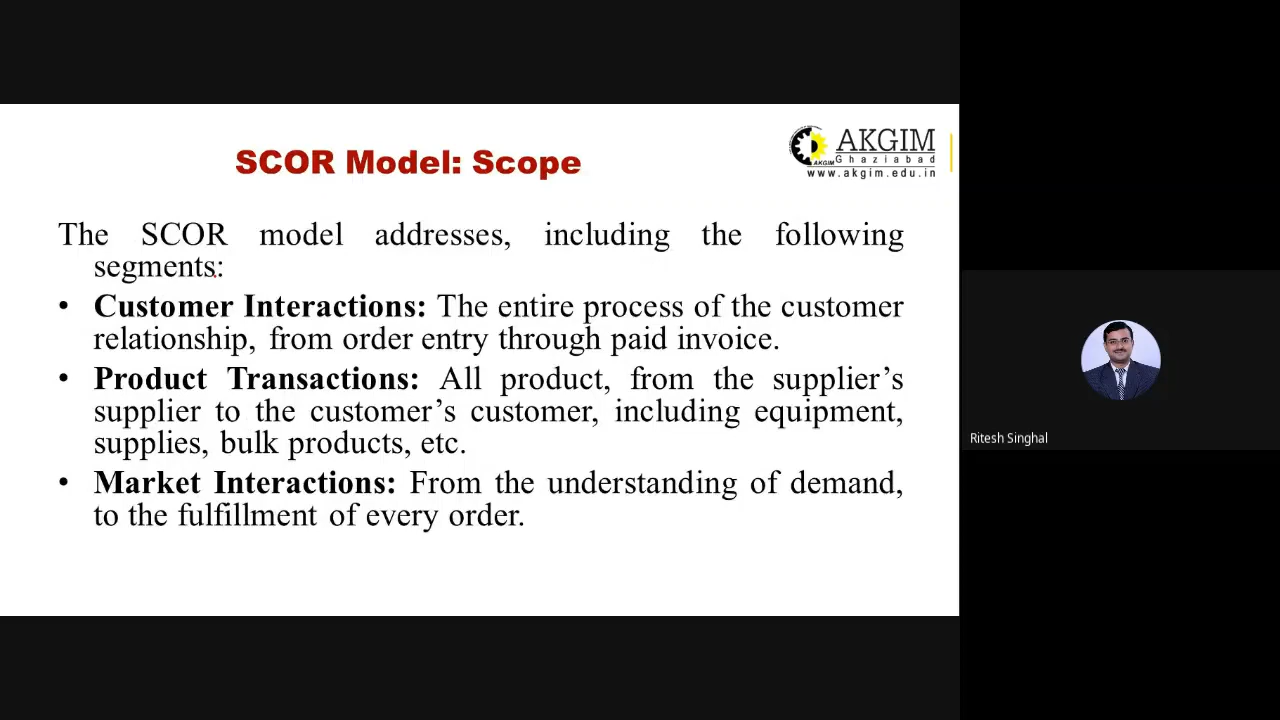 SCOR Model: Scope
AKGIM
Ghaziabad
AKGIM
www.akgim.edu.in
The SCOR model addresses, including the following
segments:
• Customer Interactions: The entire process of the customer
relationship, from order entry through paid invoice.
• Product Transactions: All product, from the supplier’s
supplier to the customer’s customer, including equipment,
supplies, bulk products, etc.
• Market Interactions: From the understanding of demand,
to the fulfillment of every order.
Ritesh Singhal